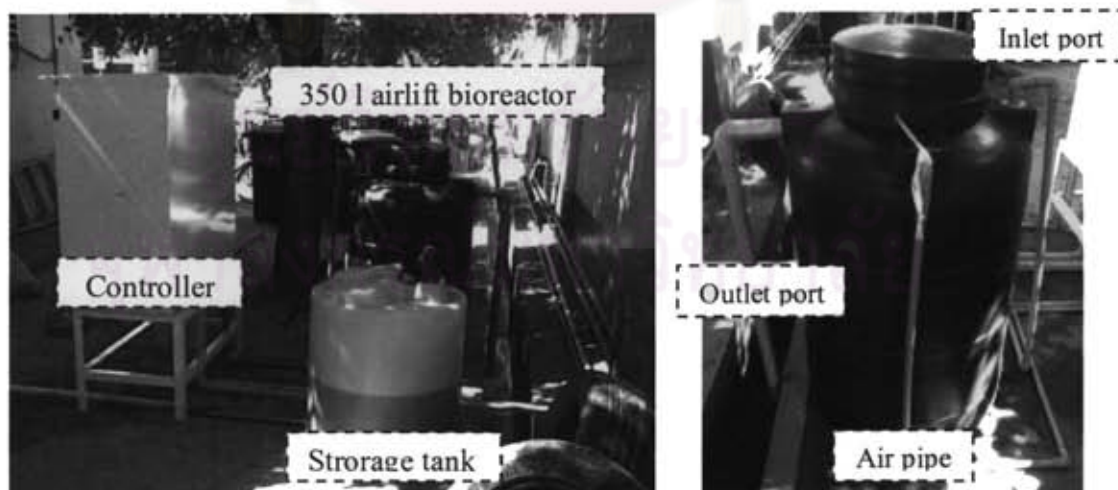 350 l airlift bioreactor
Controller
Strorage tank
Inlet port
Outlet port
Air pipe